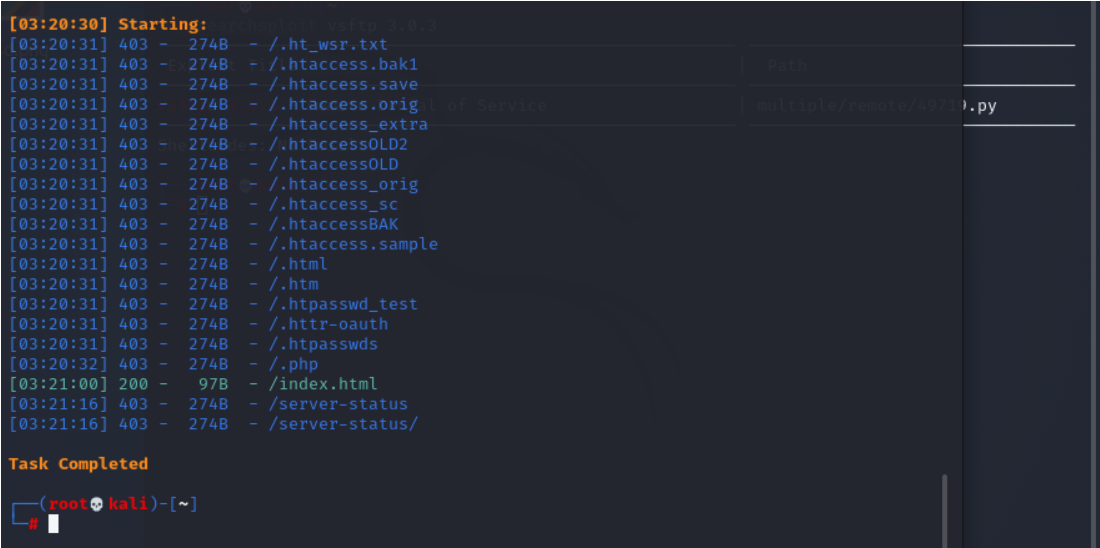 [03:20:30] Starting:
vsftp 3.0.3
[03:20:31] 403 -  274B  - /.ht_wsr.txt
[03:20:31] 403 -  274B  - /.htaccess.bak1
Path
[03:20:31] 403 -  274B  - /.htaccess.save
[03:20:31] 403 -  274B  - /.htaccess.orig
of Service | multiple/remote/49719.py
[03:20:31] 403 -  274B  - /.htaccess_extra
[03:20:31] 403 -  274B  - /.htaccessOLD2
[03:20:31] 403 -  274B  - /.htaccessOLD
[03:20:31] 403 -  274B  - /.htaccess_orig
[03:20:31] 403 -  274B  - /.htaccess_sc
[03:20:31] 403 -  274B  - /.htaccessBAK
[03:20:31] 403 -  274B  - /.htaccess.sample
[03:20:31] 403 -  274B  - /.html
[03:20:31] 403 -  274B  - /.htm
[03:20:31] 403 -  274B  - /.htpasswd_test
[03:20:31] 403 -  274B  - /.httr-oauth
[03:20:31] 403 -  274B  - /.htpasswds
[03:20:32] 403 -  274B  - /.php
[03:21:00] 200 -   97B  - /index.html
[03:21:16] 403 -  274B  - /server-status
[03:21:16] 403 -  274B  - /server-status/
Task Completed
┌──(root💀kali)-[~]
└─#